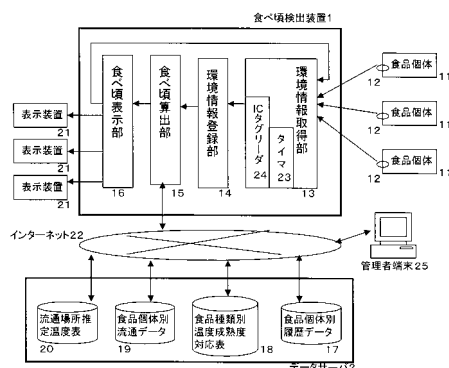 食べ頃検出装置1
食べ頃表示部
16
食べ頃算出部
15
環境情報登録部
14
ICタグリーダ
24
タイマ
23
環境情報取得部
13
食品個体
12
11
食品個体
12
11
食品個体
12
11
表示装置
21
表示装置
21
表示装置
21
インターネット22
管理者端末25
流通場所推
定温度表
20
食品個体別
流通データ
19
食品種類別
温度成熟度
対応表
18
食品個体別
履歴データ
17
データサーバ2